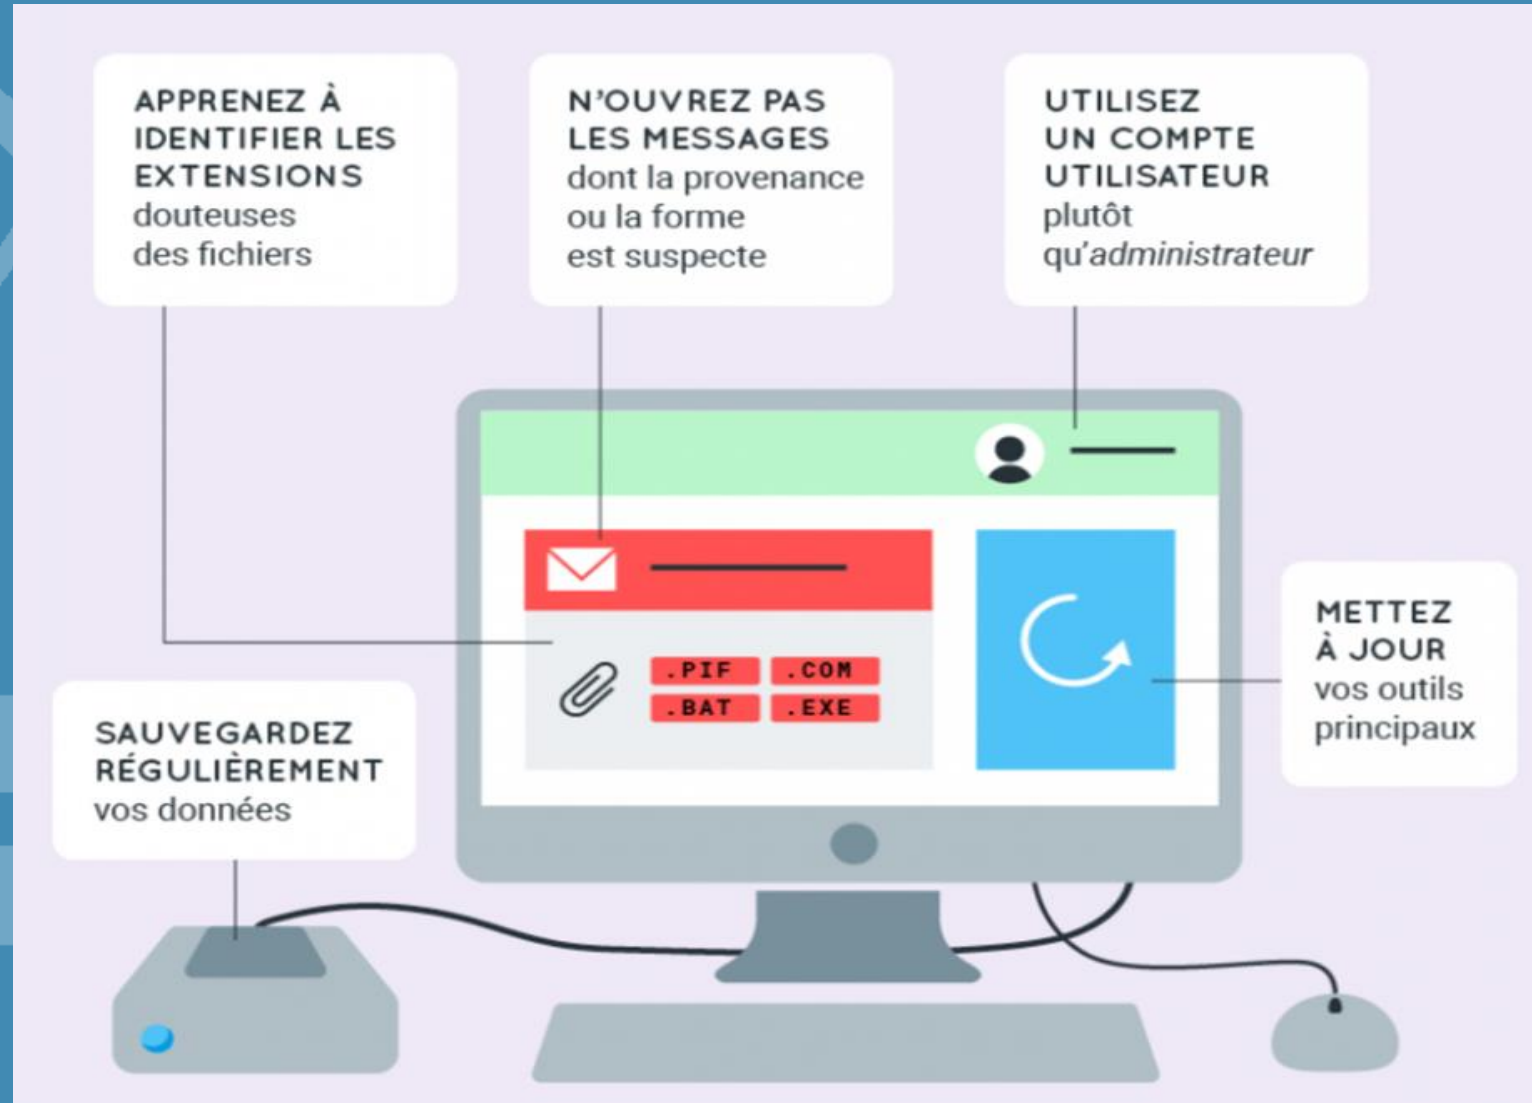 APPRENEZ À
IDENTIFIER LES
EXTENSIONS
douteuses
des fichiers
N'OUVREZ PAS
LES MESSAGES
dont la provenance
ou la forme
est suspecte
UTILISEZ
UN COMPTE
UTILISATEUR
plutôt
qu'administrateur
.PIF .COM
.BAT .EXE
METTEZ
À JOUR
vos outils
principaux
SAUVEGARDEZ
RÉGULIÈREMENT
vos données